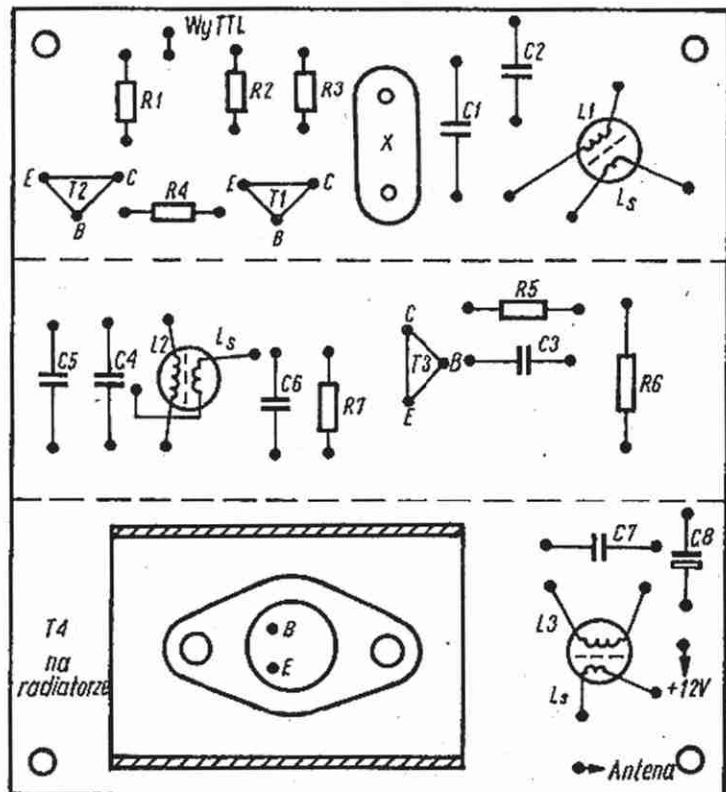 WyTTL
R1
R2
R3
X
C1
C2
L1
Ls
E
T2
C
B
R4
E
T1
C
B
C5
C4
L2
Ls
C6
R7
C
T3
B
E
R5
C3
R6
T4
na
radiatorze
B
E
C7
C8
L3
Ls
+12V
Antena